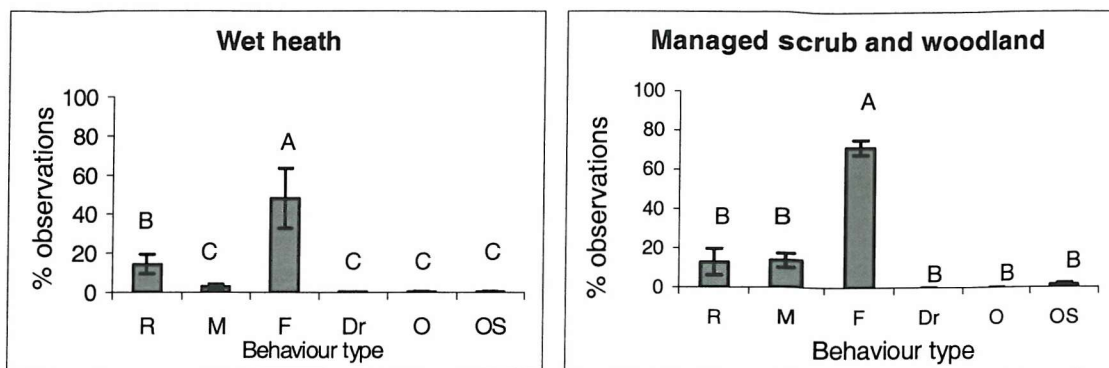 Wet heath
% observations
100
80
60
40
20
0
A
B
C
C
C
C
R M F Dr O OS
Behaviour type
Managed scrub and woodland
% observations
100
80
60
40
20
0
A
B B
B B B
R M F Dr O OS
Behaviour type